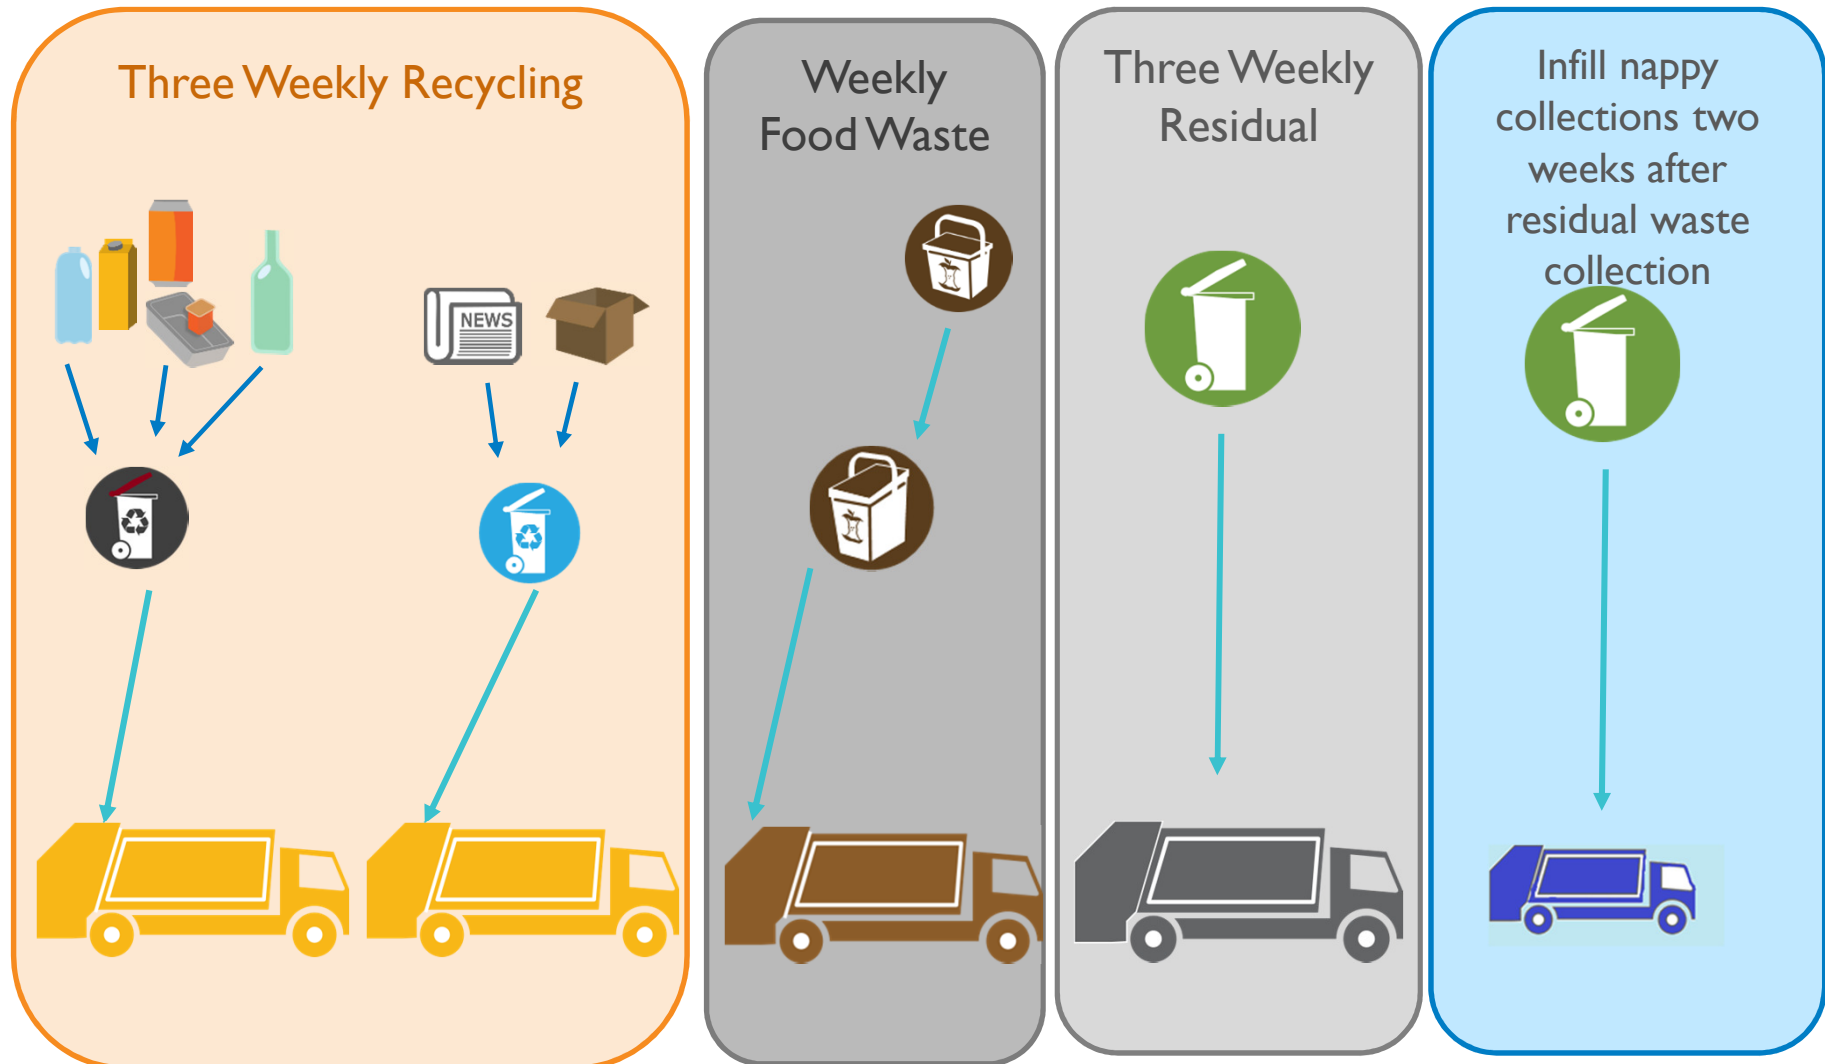 Three Weekly Recycling
Weekly
Food Waste
Three Weekly
Residual
Infill nappy
collections two
weeks after
residual waste
collection
NEWS